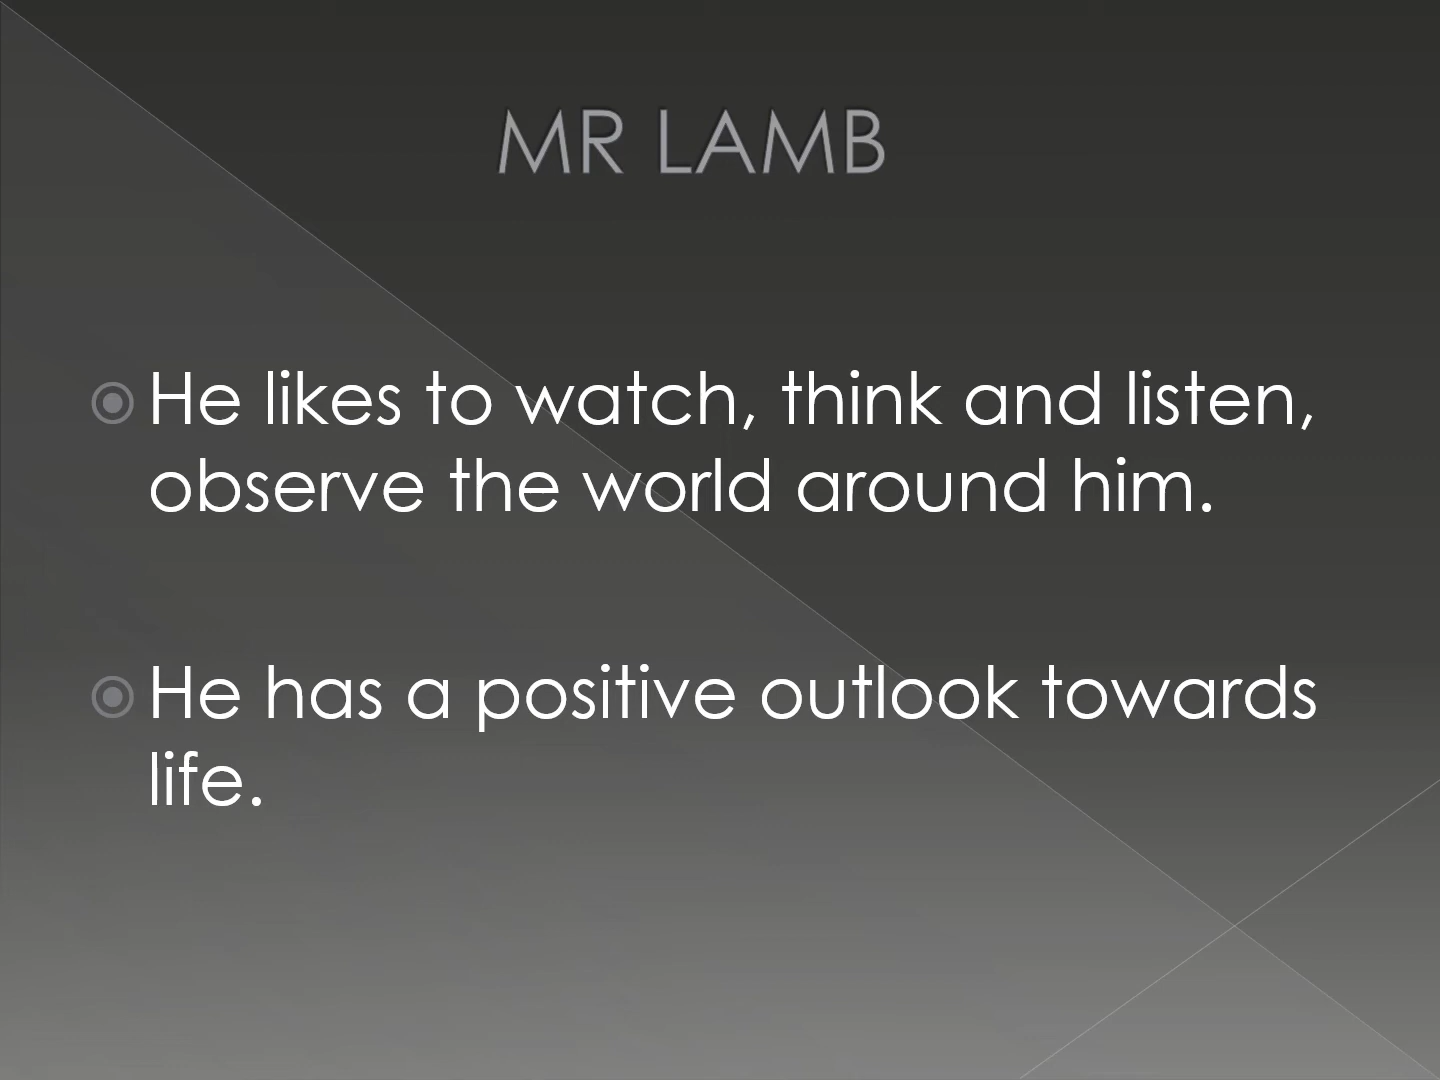 MR LAMB
He likes to watch, think and listen,
observe the world around him.
He has a positive outlook towards
life.